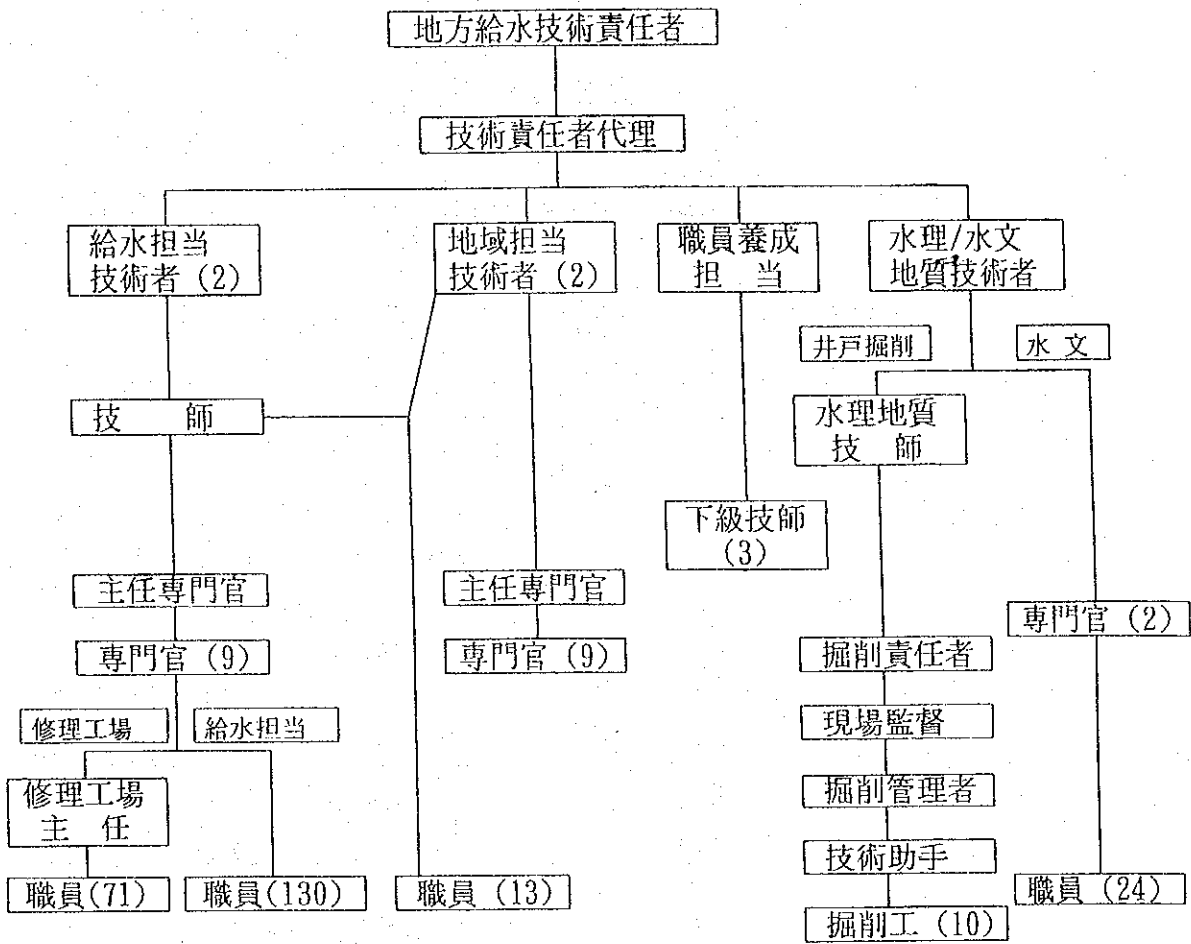 地方給水技術責任者
技術責任者代理
給水担当
技術者 (2)
地域担当
技術者 (2)
職員養成
担 当
水理/水文
地質技術者
井戸掘削
水 文
技 師
水理地質
技 師
下級技師
(3)
主任専門官
主任専門官
専門官 (2)
専門官 (9)
専門官 (9)
掘削責任者
修理工場
給水担当
現場監督
修理工場
主 任
掘削管理者
技術助手
職員(71)
職員(130)
職員 (13)
職員 (24)
掘削工 (10)